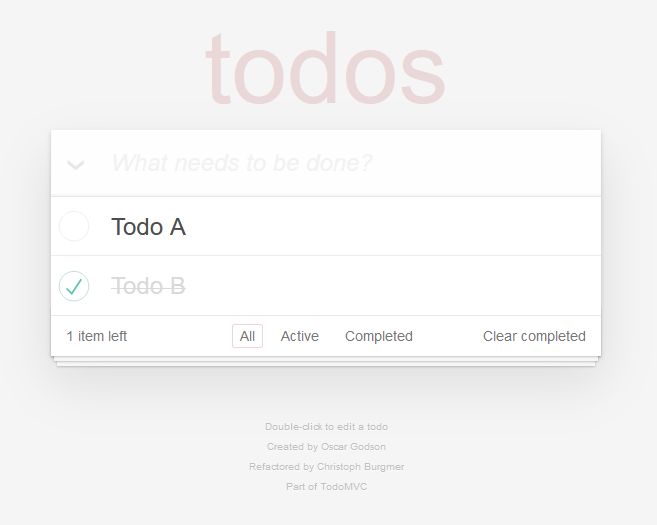 todos
What needs to be done?
Todo A
Todo B
1 item left All Active Completed Clear completed
Double-click to edit a todo
Created by Oscar Godson
Refactored by Christoph Burgmer
Part of TodoMVC